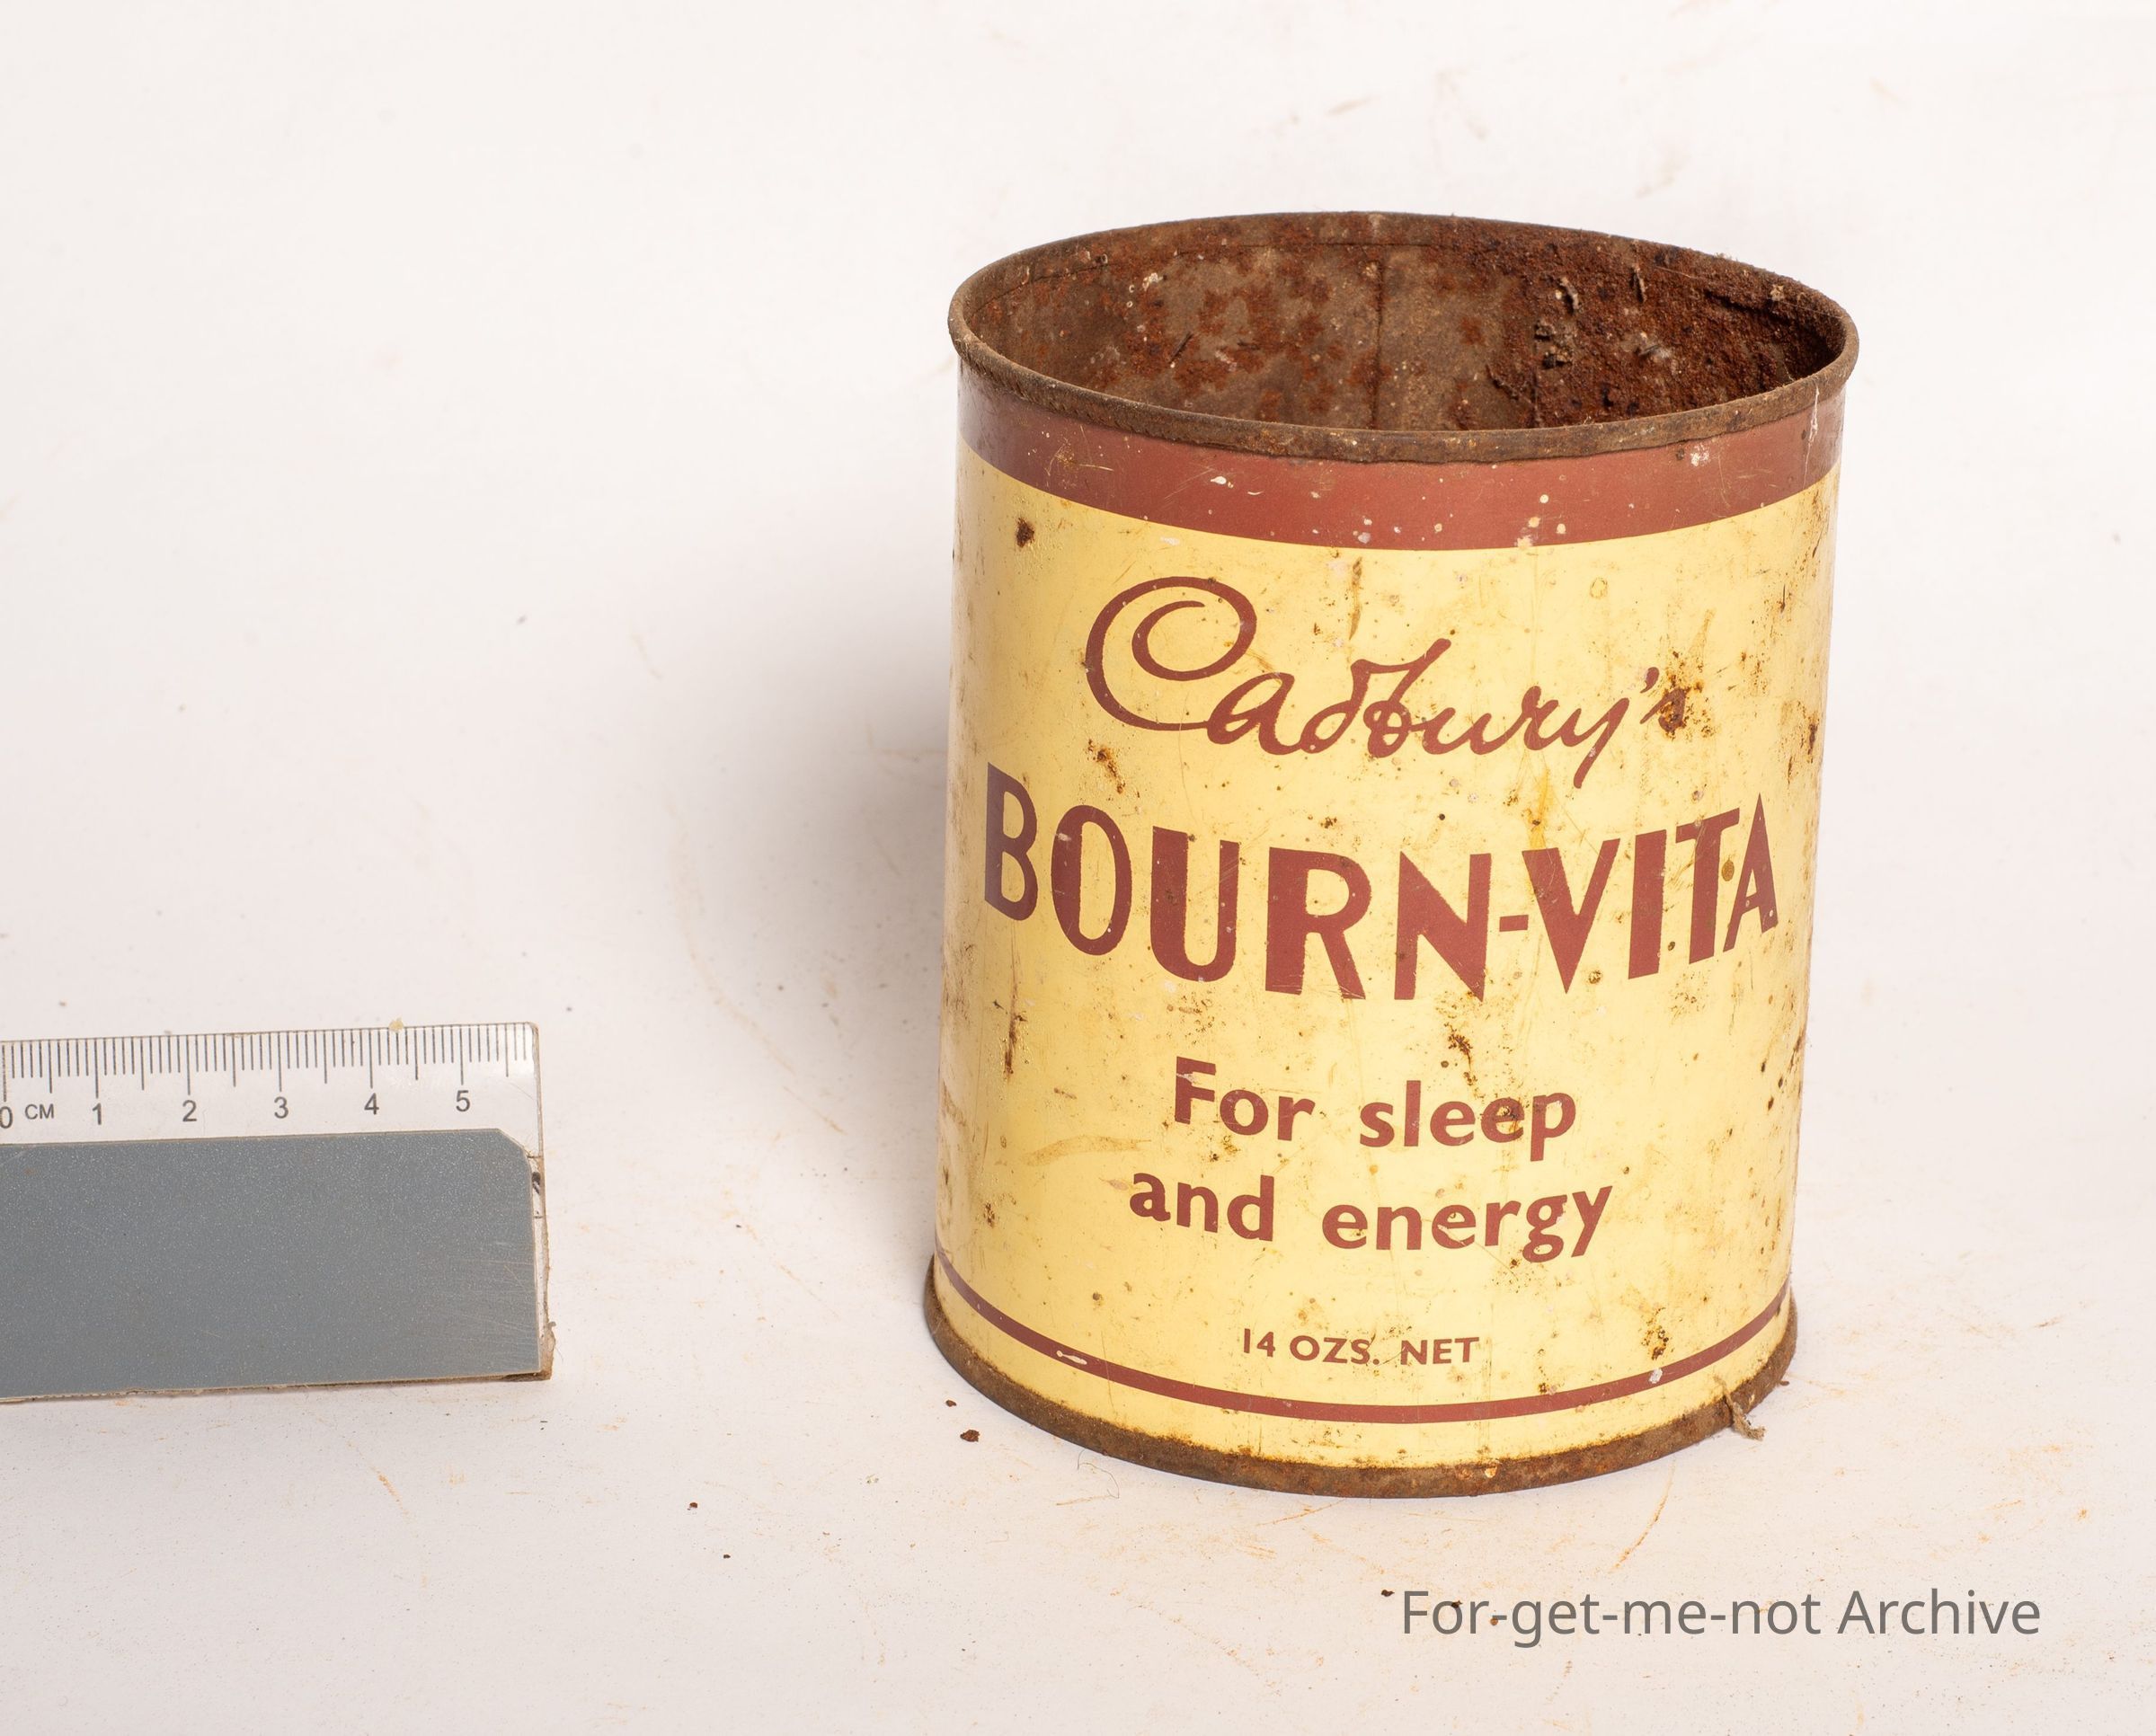 Cadbury's
BOURN-VITA
For sleep
and energy
14 OZS. NET
0 CM 1 2 3 4 5
For-get-me-not Archive